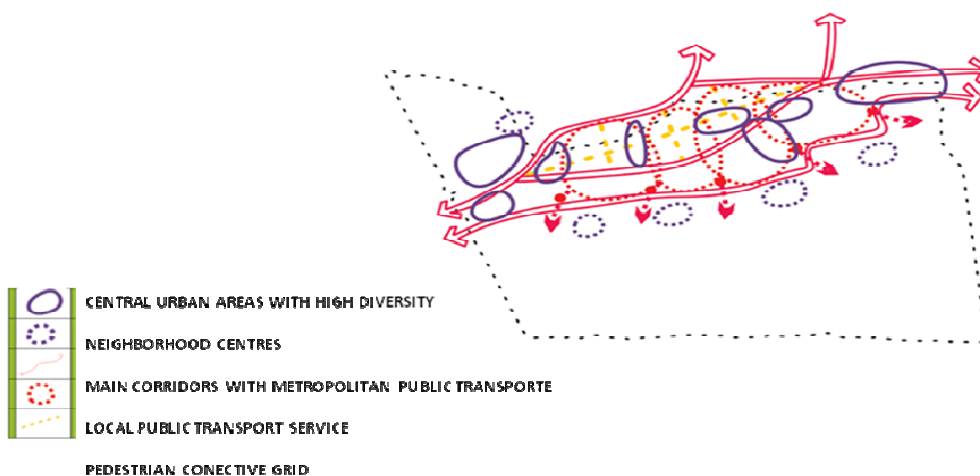 CENTRAL URBAN AREAS WITH HIGH DIVERSITY
NEIGHBORHOOD CENTRES
MAIN CORRIDORS WITH METROPOLITAN PUBLIC TRANSPORTE
LOCAL PUBLIC TRANSPORT SERVICE
PEDESTRIAN CONECTIVE GRID